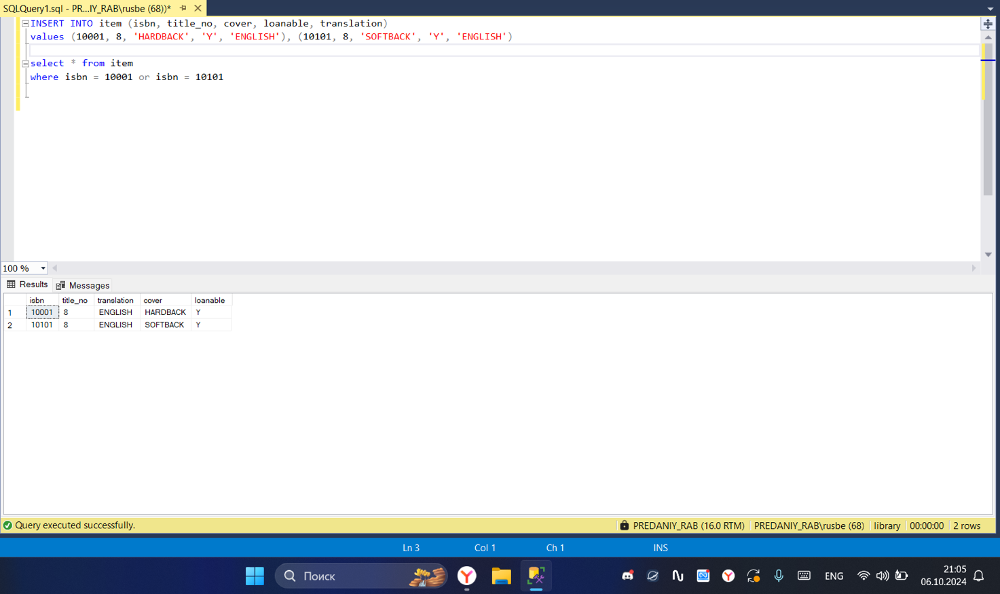 SQLQuery1.sql - PR...IY_RAB\rusbe (68))*
INSERT INTO item (isbn, title_no, cover, loanable, translation)
values (10001, 8, 'HARDBACK', 'Y', 'ENGLISH'), (10101, 8, 'SOFTBACK', 'Y', 'ENGLISH')
select * from item
where isbn = 10001 or isbn = 10101
100 %
Results Messages
isbn title_no translation cover loanable
1 10001 8 ENGLISH HARDBACK Y
2 10101 8 ENGLISH SOFTBACK Y
Query executed successfully. PREDANIY_RAB (16.0 RTM) PREDANIY_RAB\rusbe (68) library 00:00:00 2 rows
Ln 3 Col 1 Ch 1 INS
Поиск ENG 21:05
06.10.2024